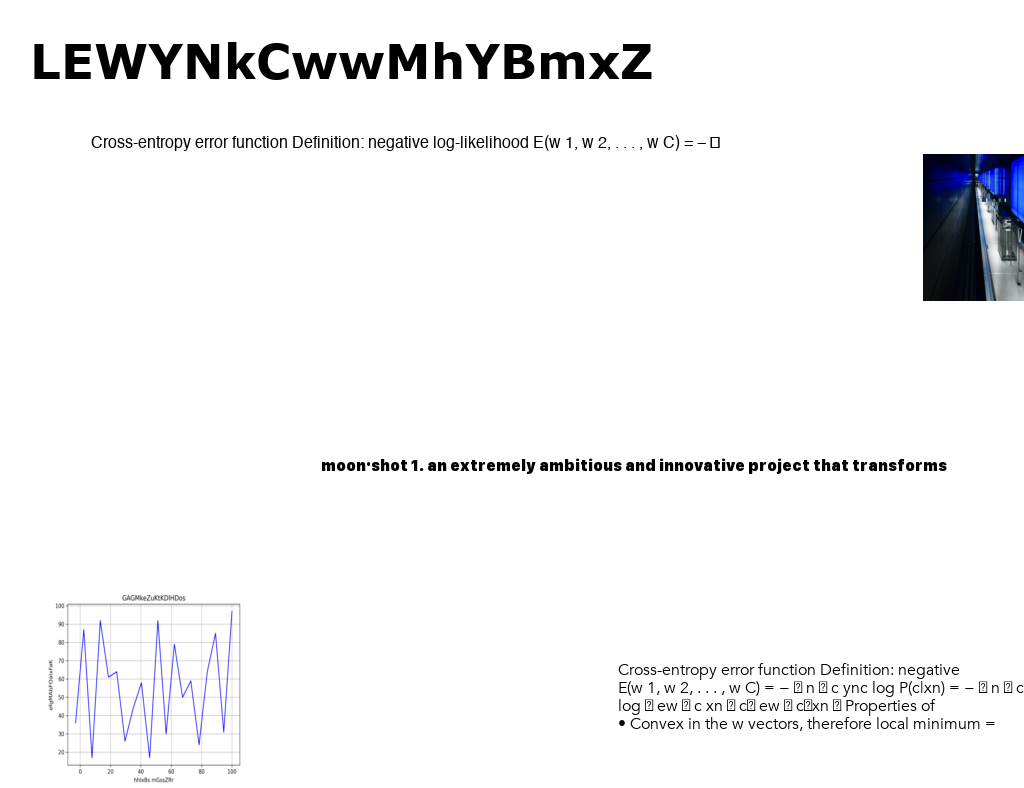 LEWYNkCwwMhYBmxZ
Cross-entropy error function Definition: negative log-likelihood E(w 1, w 2, . . . , w C) = – �
moon·shot 1. an extremely ambitious and innovative project that transforms
GAGMkeZuKtKDlHDos
100
90
80
70
60
50
40
30
20
0 20 40 60 80 100
hhlxBs mGssZRr
Cross-entropy error function Definition: negative
E(w 1, w 2, . . . , w C) = – � n � c ync log P(c|xn) = – � n � c
log � ew � c xn � c� ew � c�xn � Properties of
• Convex in the w vectors, therefore local minimum =